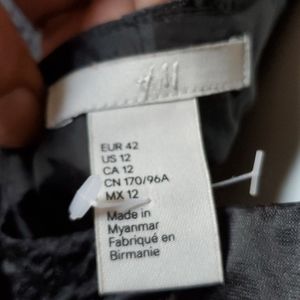 H&M
EUR 42
US 12
CA 12
CN 170/96A
MX 12
Made in
Myanmar
Fabriqué en
Birmanie